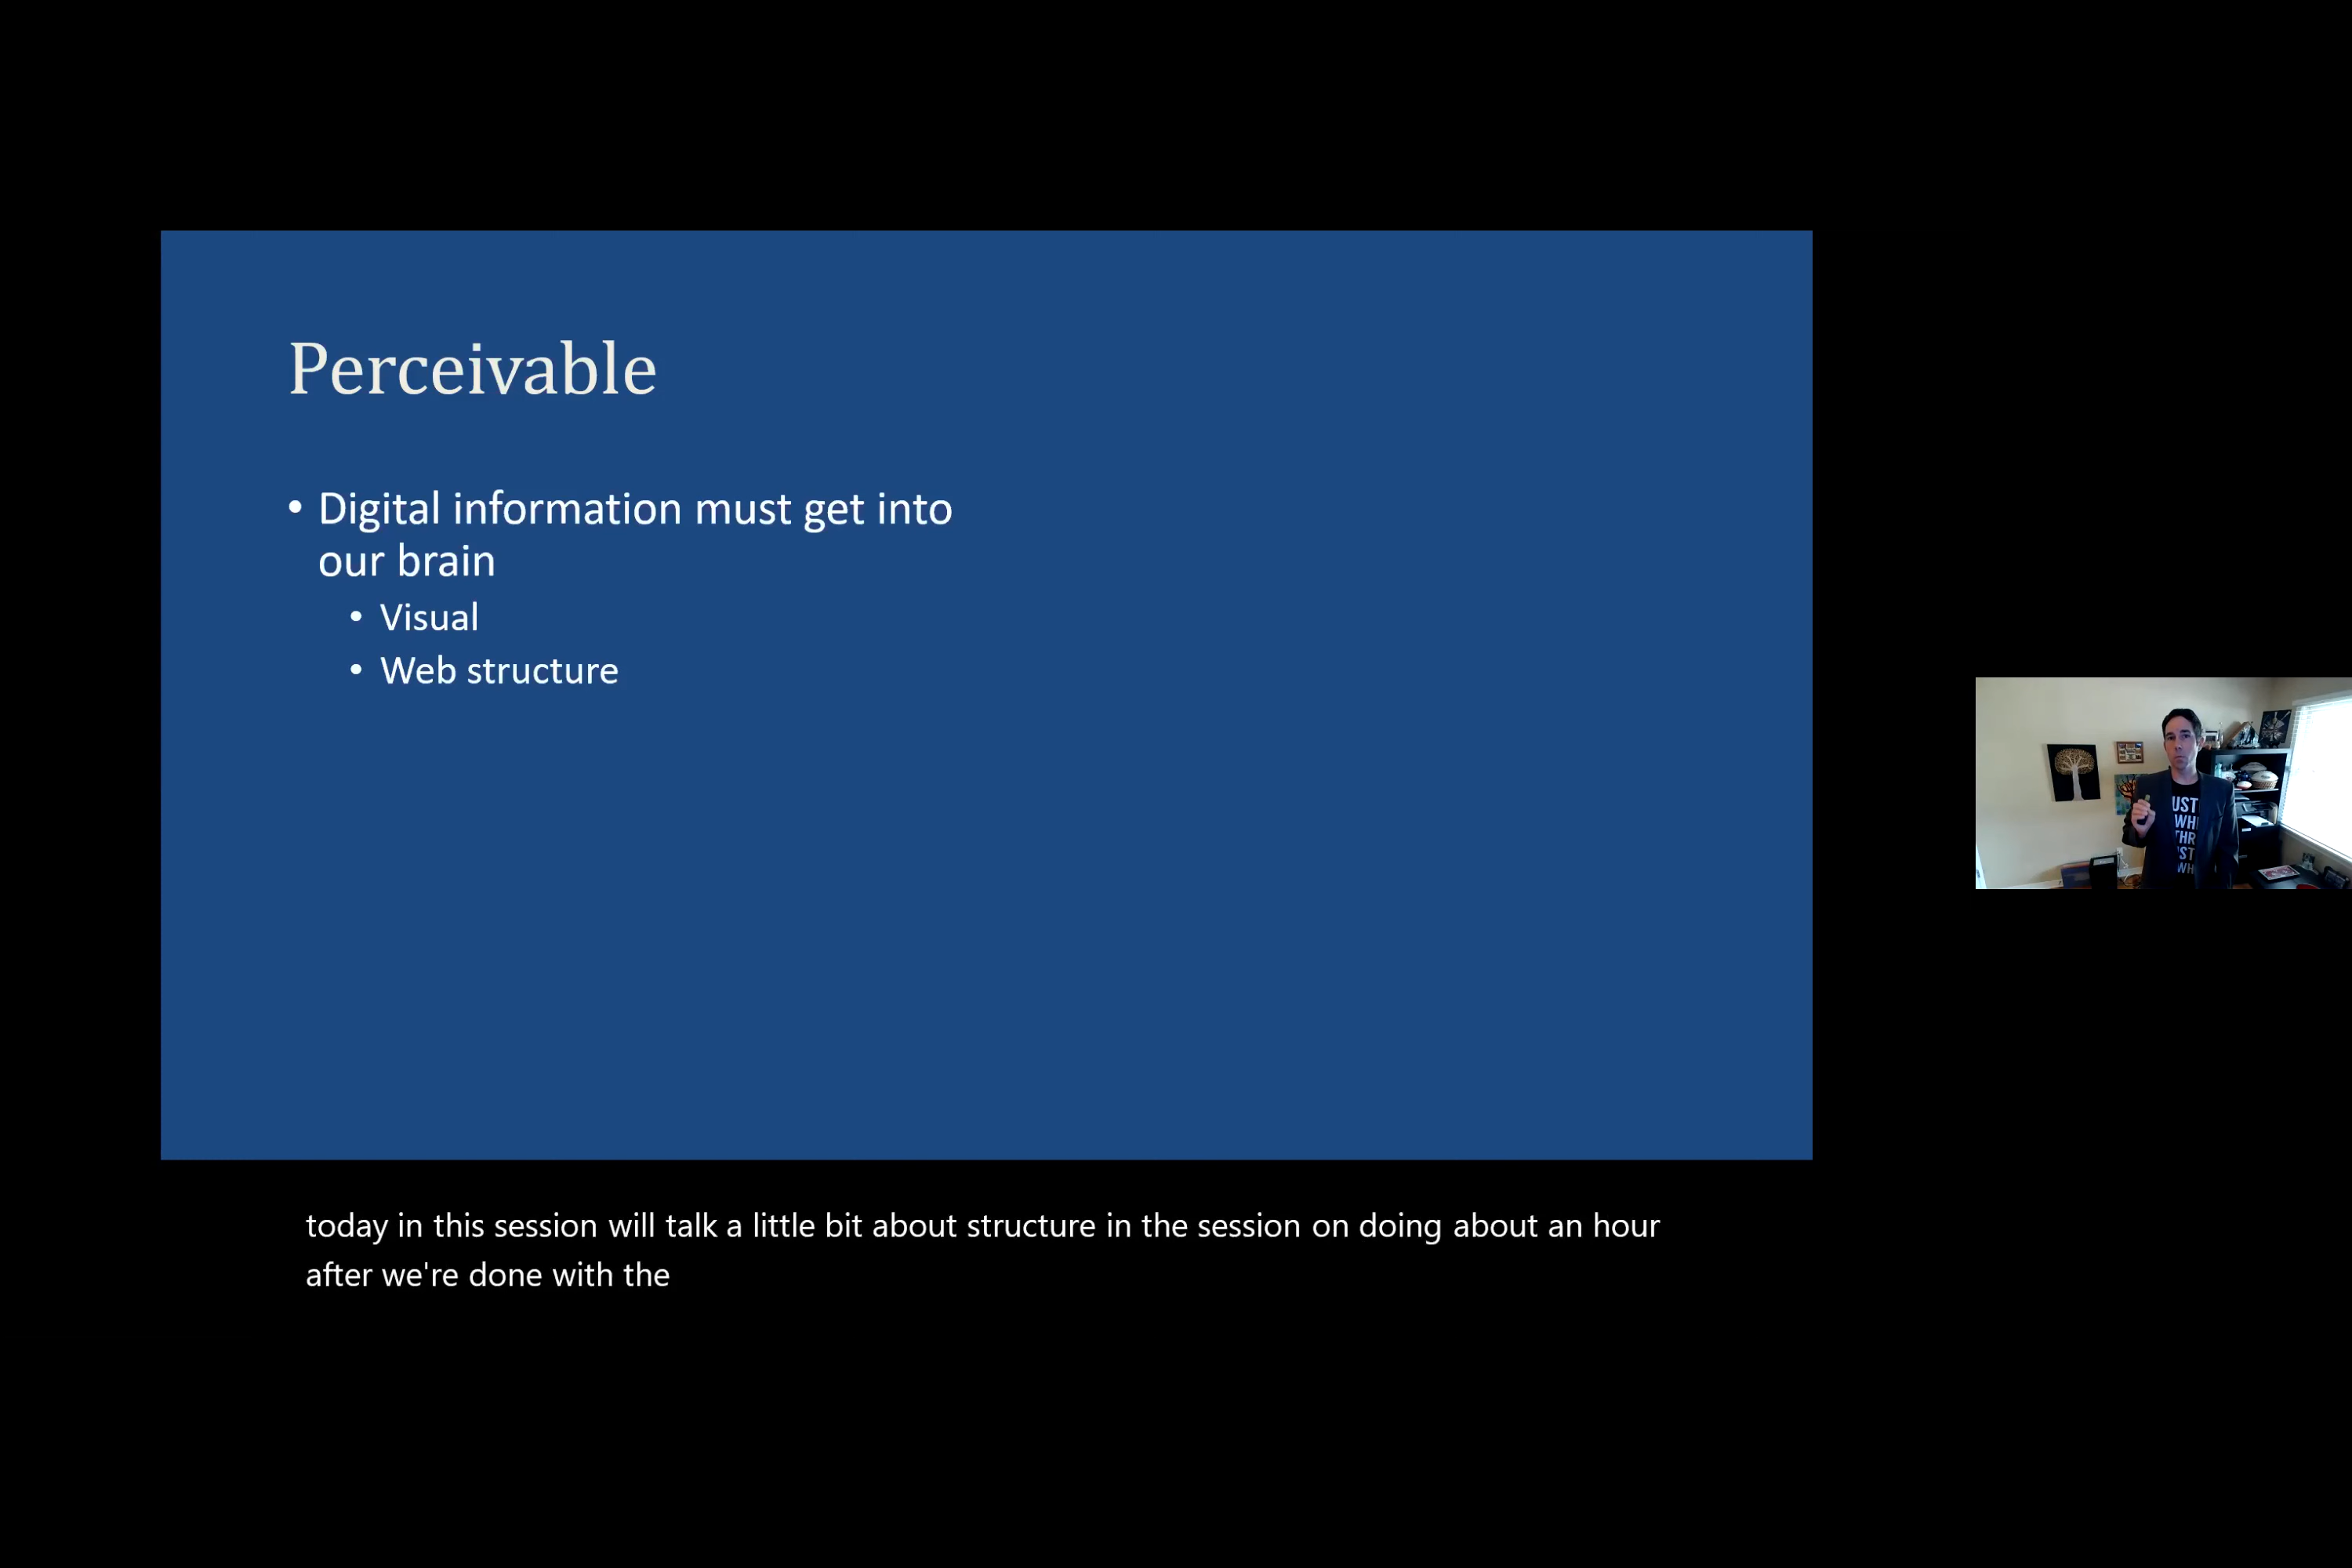 Perceivable
• Digital information must get into
our brain
• Visual
• Web structure
today in this session will talk a little bit about structure in the session on doing about an hour
after we're done with the